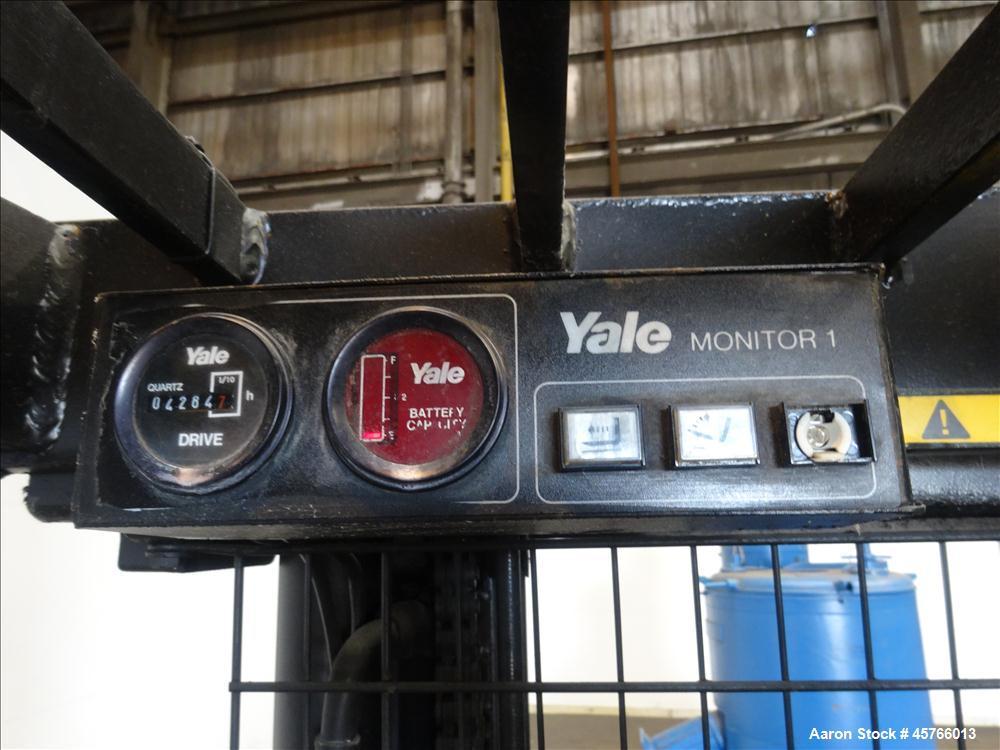 Yale
QUARTZ
1/10
042847 h
DRIVE
F
Yale
BATTERY
Yale MONITOR 1
Aaron Stock #45766013